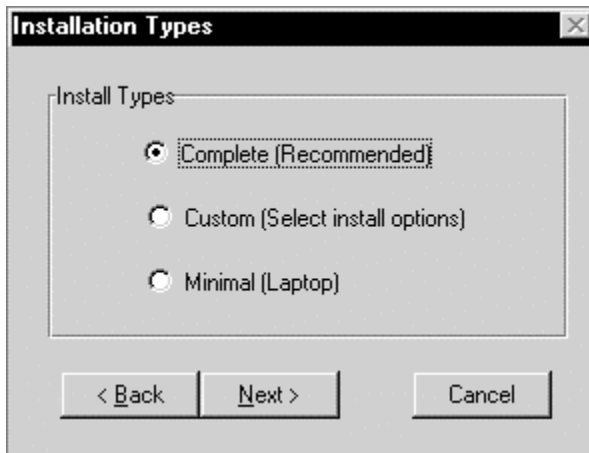 Installation Types
Install Types
Complete (Recommended)
Custom (Select install options)
Minimal (Laptop)
< Back
Next >
Cancel